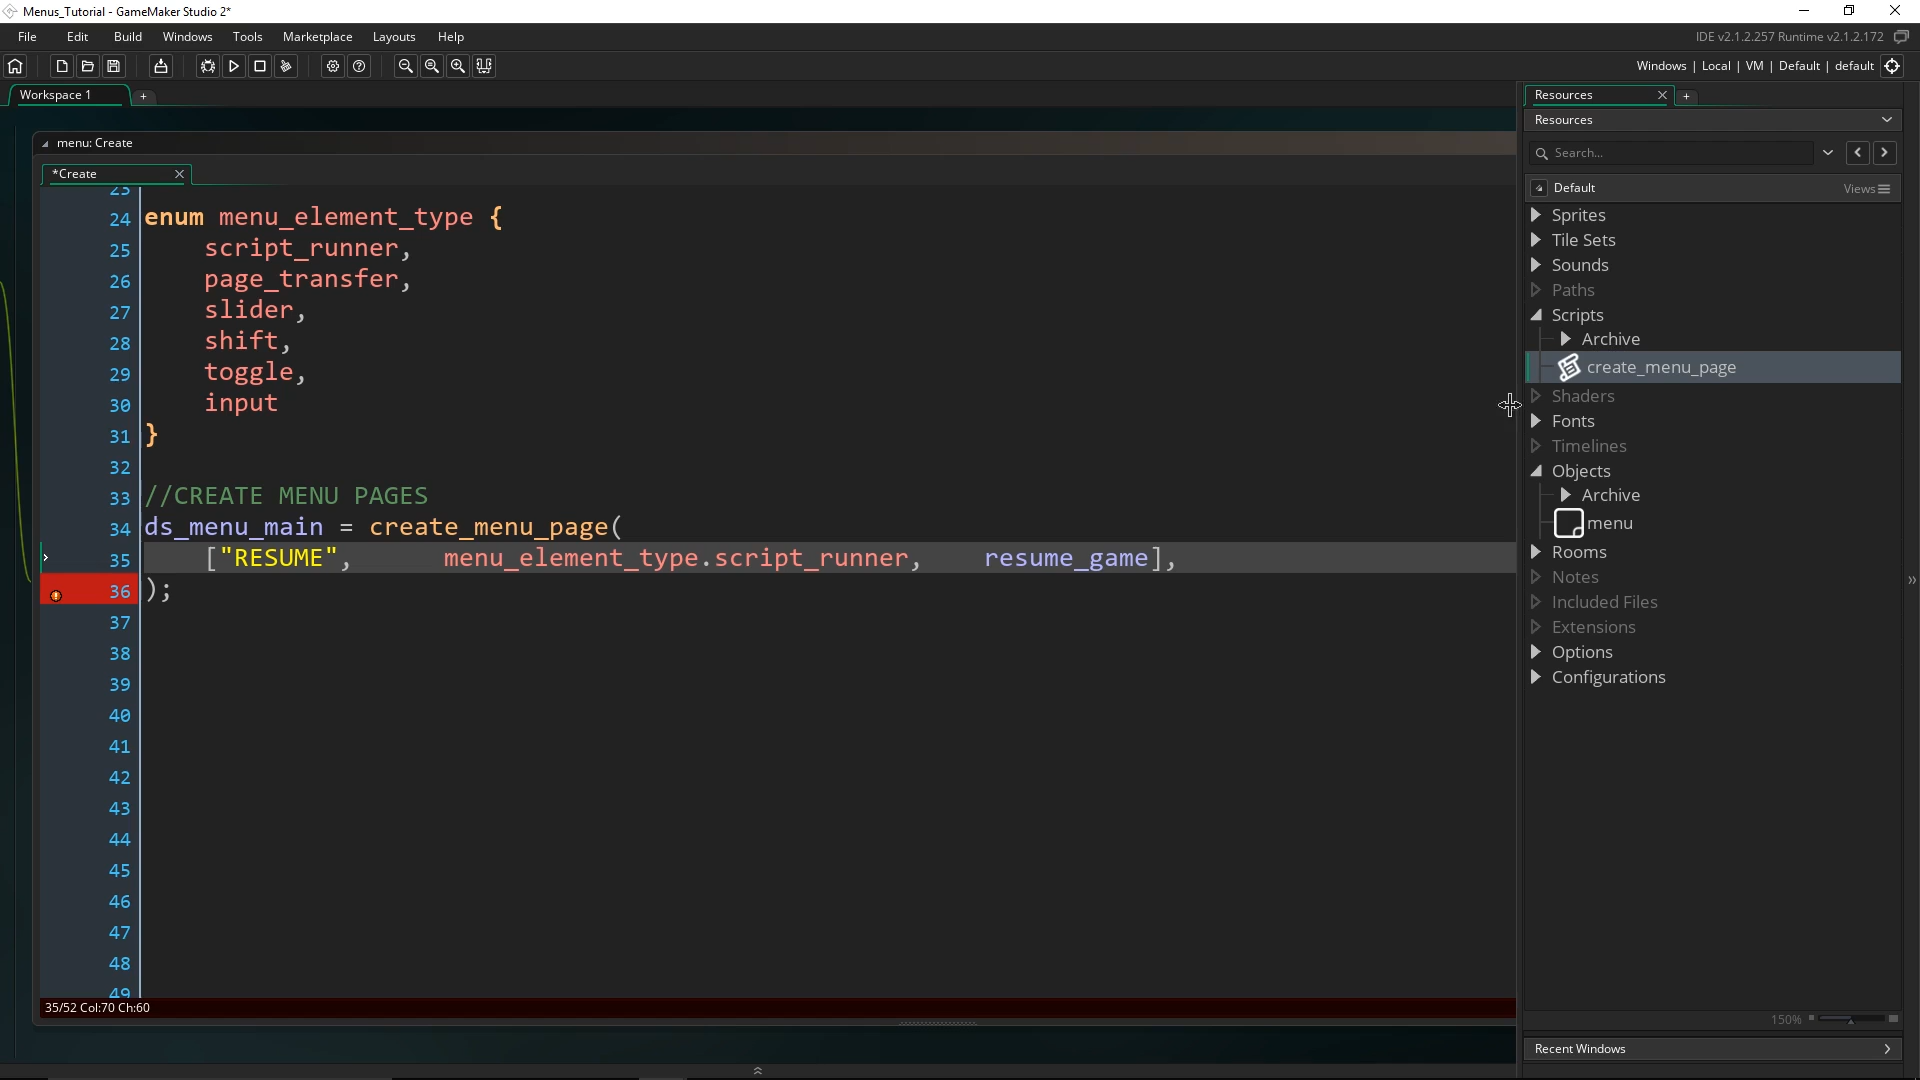 Menus_Tutorial - GameMaker Studio 2*
File Edit Build Windows Tools Marketplace Layouts Help
IDE v2.1.2.257 Runtime v2.1.2.172
Windows | Local | VM | Default | default
Workspace 1
+
menu: Create
*Create
23
24 enum menu_element_type {
25 script_runner,
26 page_transfer,
27 slider,
28 shift,
29 toggle,
30 input
31 }
32
33 //CREATE MENU PAGES
34 ds_menu_main = create_menu_page(
35 ["RESUME", menu_element_type.script_runner, resume_game],
36 );
37
38
39
40
41
42
43
44
45
46
47
48
49
35/52 Col:70 Ch:60
Resources
+
Resources
Search...
Default Views
Sprites
Tile Sets
Sounds
Paths
Scripts
Archive
create_menu_page
Shaders
Fonts
Timelines
Objects
Archive
menu
Rooms
Notes
Included Files
Extensions
Options
Configurations
150%
Recent Windows